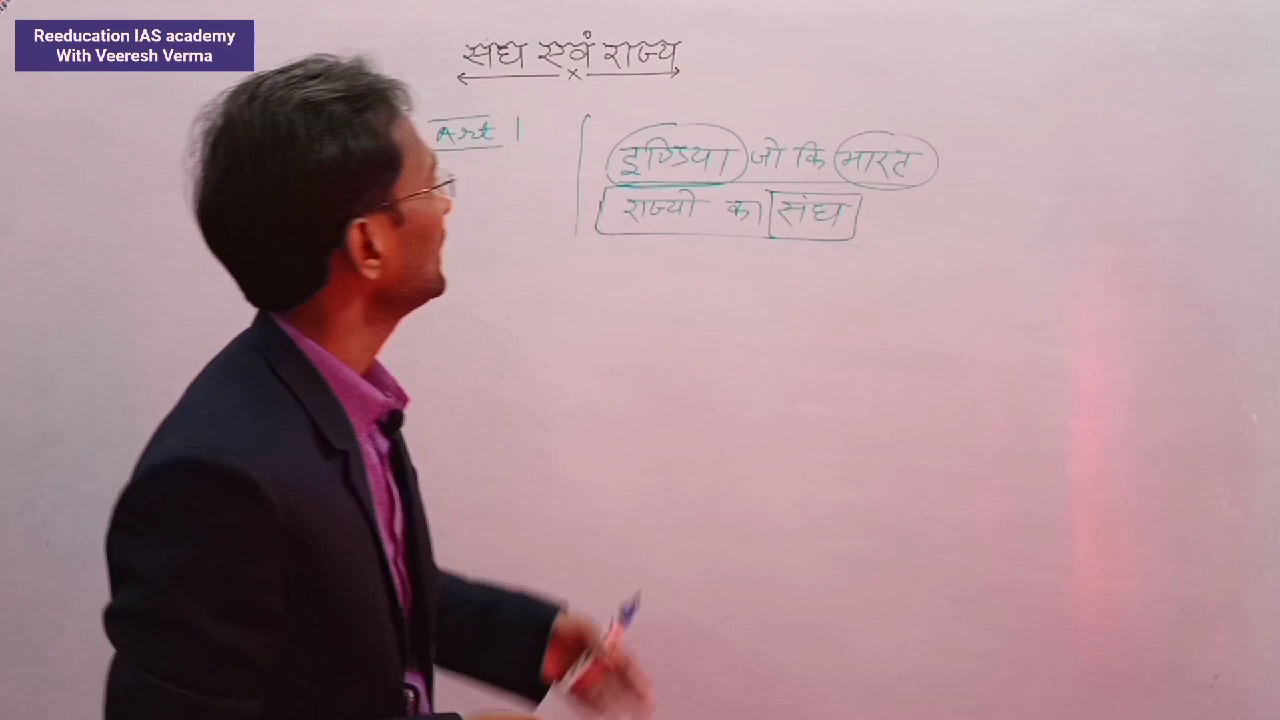 Reeducation IAS academy
With Veeresh Verma
संघ एवं राज्य
Art 1
इण्डिया जो कि भारत
राज्यो का संघ